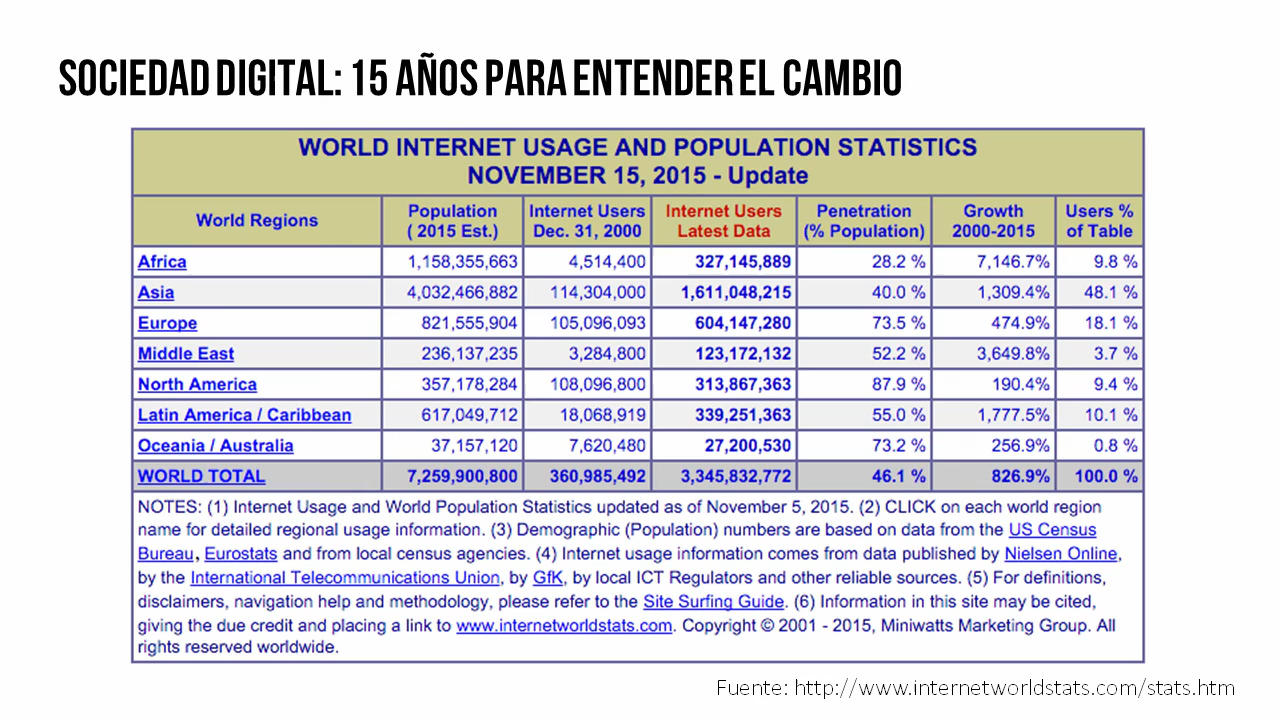 SOCIEDAD DIGITAL: 15 AÑOS PARA ENTENDER EL CAMBIO
WORLD INTERNET USAGE AND POPULATION STATISTICS
NOVEMBER 15, 2015 - Update
World Regions Population ( 2015 Est.) Internet Users Dec. 31, 2000 Internet Users Latest Data Penetration (% Population) Growth 2000-2015 Users % of Table
Africa 1,158,355,663 4,514,400 327,145,889 28.2 % 7,146.7% 9.8 %
Asia 4,032,466,882 114,304,000 1,611,048,215 40.0 % 1,309.4% 48.1 %
Europe 821,555,904 105,096,093 604,147,280 73.5 % 474.9% 18.1 %
Middle East 236,137,235 3,284,800 123,172,132 52.2 % 3,649.8% 3.7 %
North America 357,178,284 108,096,800 313,867,363 87.9 % 190.4% 9.4 %
Latin America / Caribbean 617,049,712 18,068,919 339,251,363 55.0 % 1,777.5% 10.1 %
Oceania / Australia 37,157,120 7,620,480 27,200,530 73.2 % 256.9% 0.8 %
WORLD TOTAL 7,259,900,800 360,985,492 3,345,832,772 46.1 % 826.9% 100.0 %
NOTES: (1) Internet Usage and World Population Statistics updated as of November 5, 2015. (2) CLICK on each world region
name for detailed regional usage information. (3) Demographic (Population) numbers are based on data from the US Census
Bureau, Eurostats and from local census agencies. (4) Internet usage information comes from data published by Nielsen Online,
by the International Telecommunications Union, by GfK, by local ICT Regulators and other reliable sources. (5) For definitions,
disclaimers, navigation help and methodology, please refer to the Site Surfing Guide. (6) Information in this site may be cited,
giving the due credit and placing a link to www.internetworldstats.com. Copyright © 2001 - 2015, Miniwatts Marketing Group. All
rights reserved worldwide.
Fuente: http://www.internetworldstats.com/stats.htm